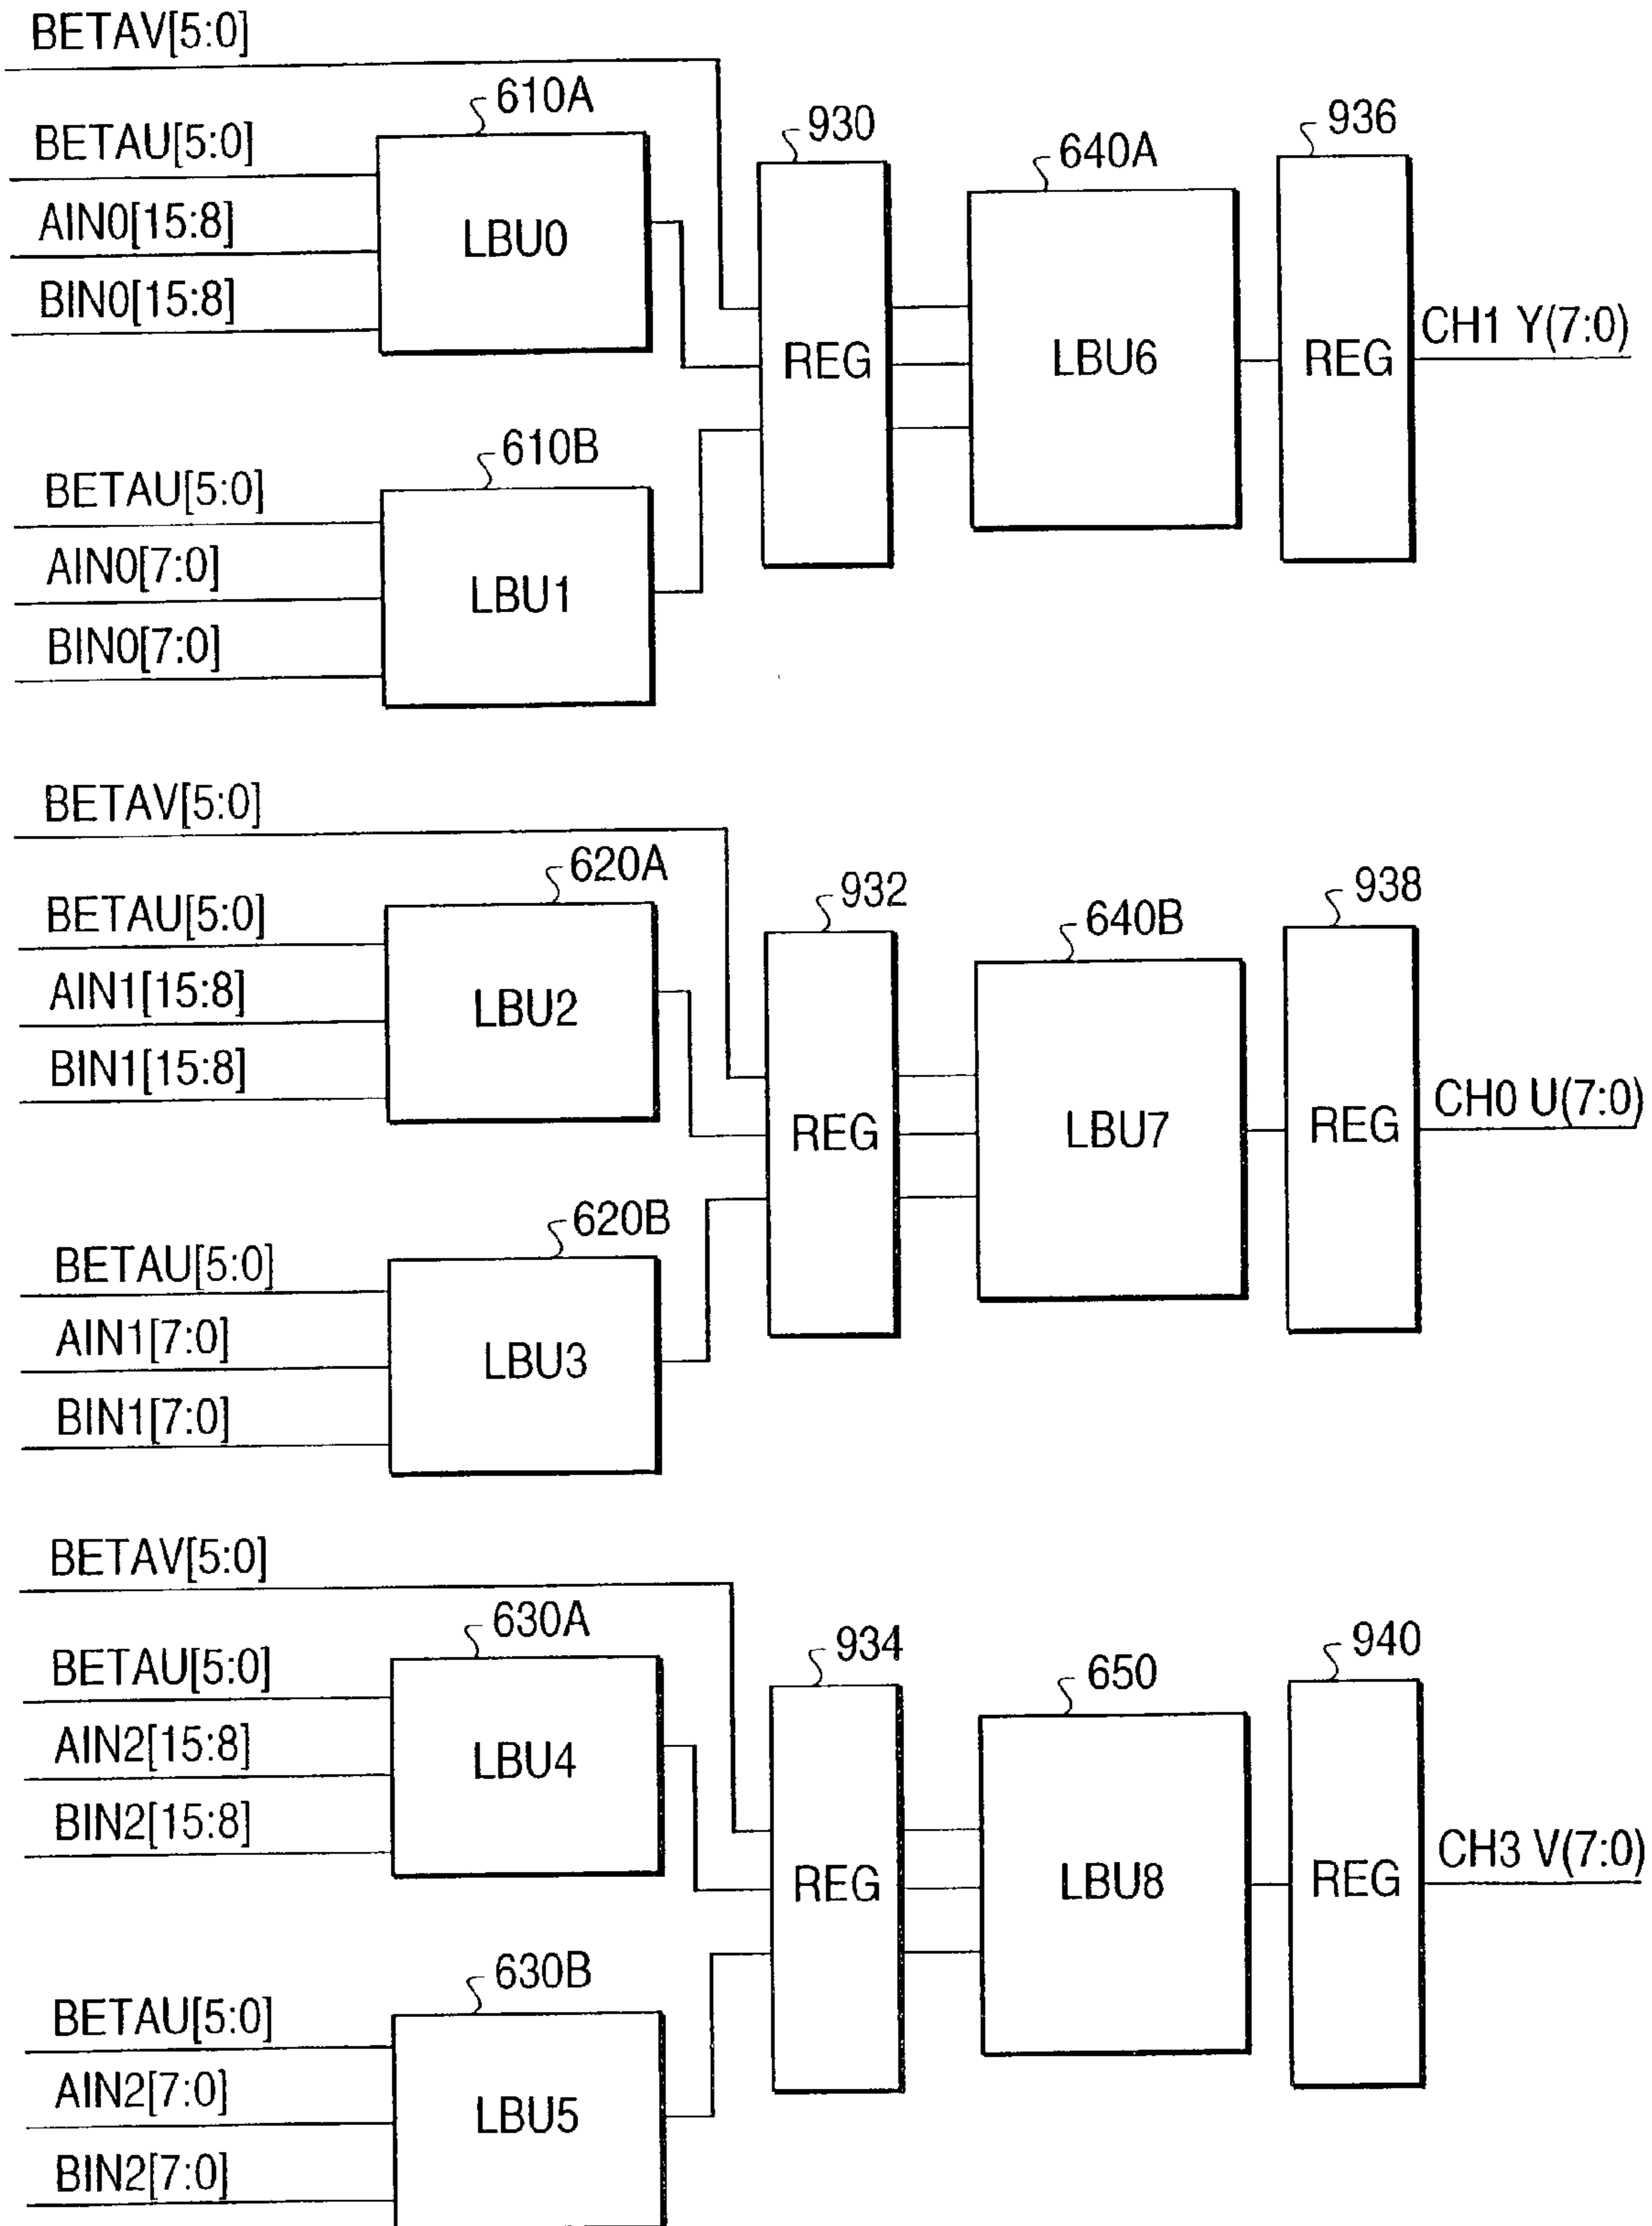 BETAV[5:0]
610A
BETAU[5:0]
AIN0[15:8]
BIN0[15:8]
LBU0
930
REG
640A
LBU6
936
REG
CH1 Y(7:0)
610B
BETAU[5:0]
AIN0[7:0]
BIN0[7:0]
LBU1
BETAV[5:0]
620A
BETAU[5:0]
AIN1[15:8]
BIN1[15:8]
LBU2
932
REG
640B
LBU7
938
REG
CH0 U(7:0)
620B
BETAU[5:0]
AIN1[7:0]
BIN1[7:0]
LBU3
BETAV[5:0]
630A
BETAU[5:0]
AIN2[15:8]
BIN2[15:8]
LBU4
934
REG
650
LBU8
940
REG
CH3 V(7:0)
630B
BETAU[5:0]
AIN2[7:0]
BIN2[7:0]
LBU5